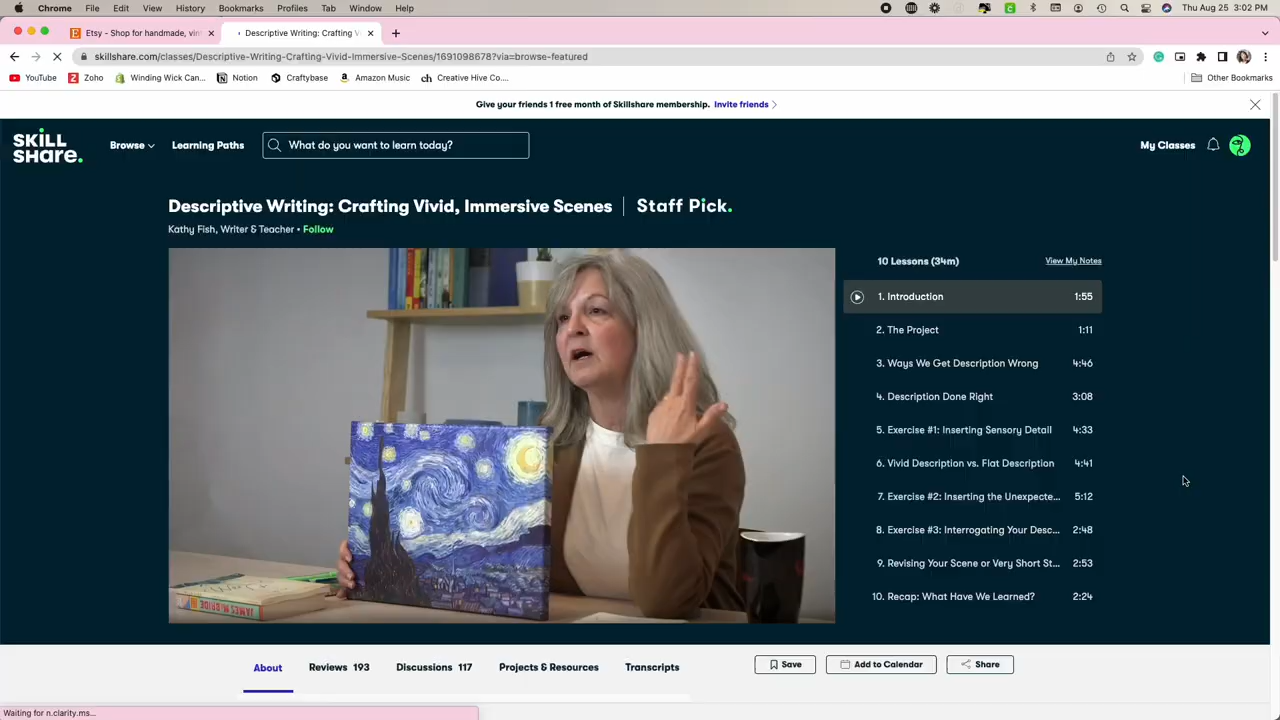 Chrome File Edit View History Bookmarks Profiles Tab Window Help Thu Aug 25 3:02 PM
Etsy - Shop for handmade, vin
Descriptive Writing: Crafting V
skillshare.com/classes/Descriptive-Writing-Crafting-Vivid-Immersive-Scenes/1691098678?via=browse-featured
YouTube Zoho Winding Wick Can... Notion Craftybase Amazon Music Creative Hive Co.... Other Bookmarks
Give your friends 1 free month of Skillshare membership. Invite friends
SKILL
SHARE.
Browse Learning Paths What do you want to learn today? My Classes
Descriptive Writing: Crafting Vivid, Immersive Scenes Staff Pick.
Kathy Fish, Writer & Teacher • Follow
10 Lessons (34m) View My Notes
1. Introduction 1:55
2. The Project 1:11
3. Ways We Get Description Wrong 4:46
4. Description Done Right 3:08
5. Exercise #1: Inserting Sensory Detail 4:33
6. Vivid Description vs. Flat Description 4:41
7. Exercise #2: Inserting the Unexpecte... 5:12
8. Exercise #3: Interrogating Your Desc... 2:48
9. Revising Your Scene or Very Short St... 2:53
10. Recap: What Have We Learned? 2:24
JAMES McBRIDE
About Reviews 193 Discussions 117 Projects & Resources Transcripts Save Add to Calendar Share
Waiting for n.clarity.ms...